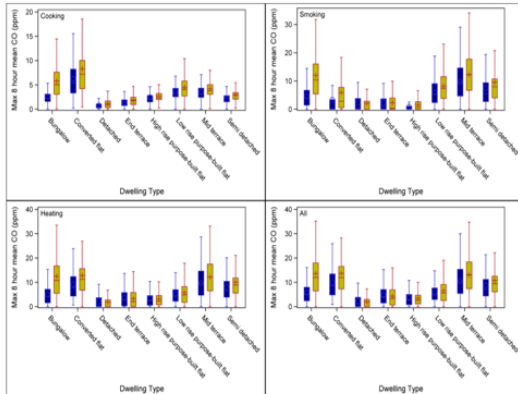 Cooking
Max 8 hour mean CO (ppm)
20
15
10
5
0
Bungalow
Converted flat
Detached
End terrace
High rise purpose-built flat
Low rise purpose-built flat
Mid terrace
Semi detached
Dwelling Type
Smoking
Max 8 hour mean CO (ppm)
30
20
10
0
Bungalow
Converted flat
Detached
End terrace
High rise purpose-built flat
Low rise purpose-built flat
Mid terrace
Semi detached
Dwelling Type
Heating
Max 8 hour mean CO (ppm)
40
30
20
10
0
Bungalow
Converted flat
Detached
End terrace
High rise purpose-built flat
Low rise purpose-built flat
Mid terrace
Semi detached
Dwelling Type
All
Max 8 hour mean CO (ppm)
40
30
20
10
0
Bungalow
Converted flat
Detached
End terrace
High rise purpose-built flat
Low rise purpose-built flat
Mid terrace
Semi detached
Dwelling Type